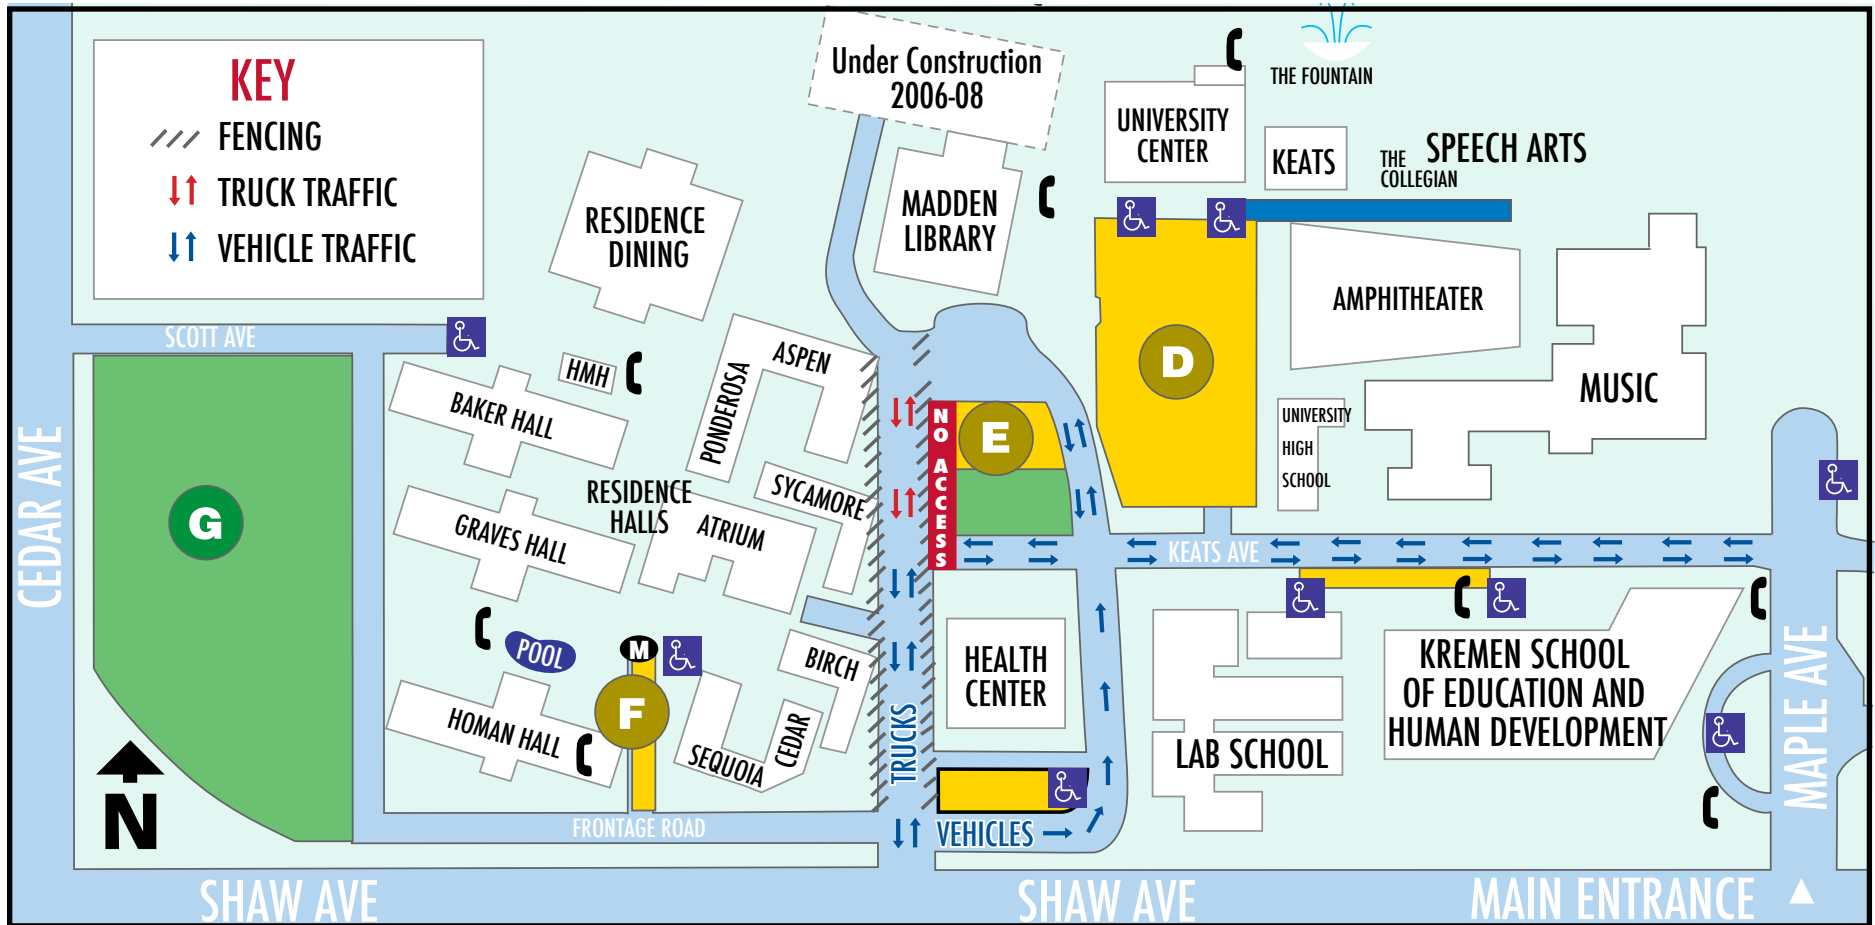 KEY
FENCING
TRUCK TRAFFIC
VEHICLE TRAFFIC
Under Construction
2006-08
THE FOUNTAIN
UNIVERSITY
CENTER
KEATS
THE
COLLEGIAN
SPEECH ARTS
MADDEN
LIBRARY
RESIDENCE
DINING
AMPHITHEATER
MUSIC
D
SCOTT AVE
HMH
BAKER HALL
PONDEROSA
ASPEN
NO ACCESS
E
UNIVERSITY
HIGH
SCHOOL
CEDAR AVE
G
GRAVES HALL
RESIDENCE
HALLS
ATRIUM
SYCAMORE
KEATS AVE
POOL
M
F
HOMAN HALL
BIRCH
SEQUOIA
CEDAR
TRUCKS
HEALTH
CENTER
LAB SCHOOL
KREMEN SCHOOL
OF EDUCATION AND
HUMAN DEVELOPMENT
MAPLE AVE
N
FRONTAGE ROAD
VEHICLES
SHAW AVE
SHAW AVE
MAIN ENTRANCE